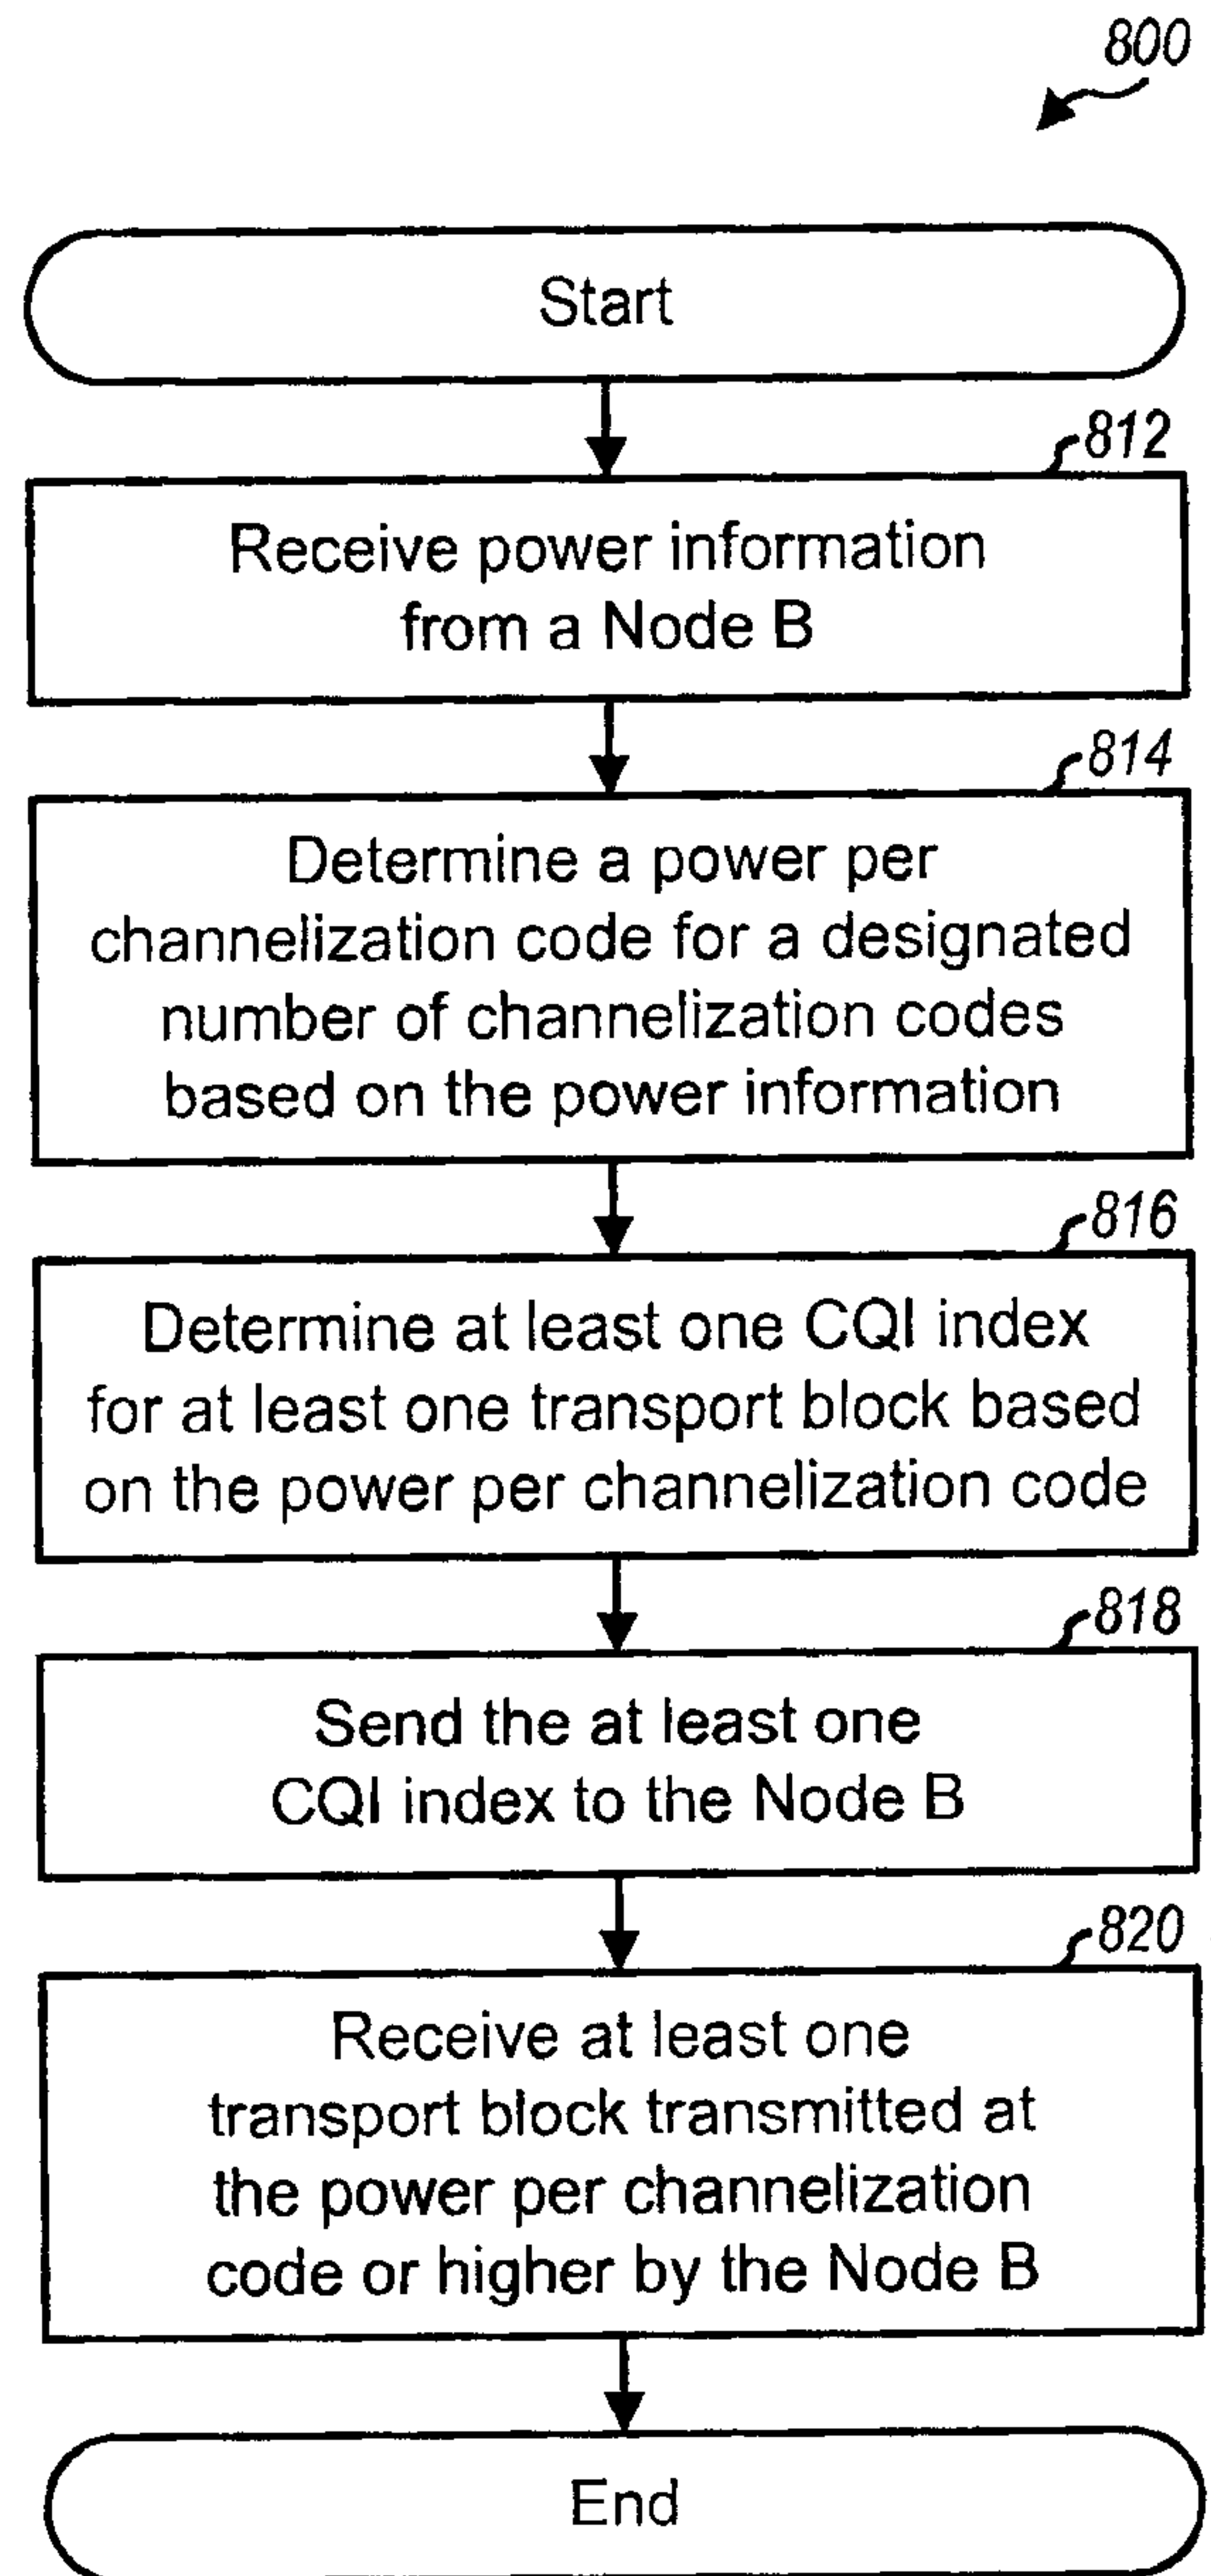 800
Start
812
Receive power information
from a Node B
814
Determine a power per
channelization code for a designated
number of channelization codes
based on the power information
816
Determine at least one CQI index
for at least one transport block based
on the power per channelization code
818
Send the at least one
CQI index to the Node B
820
Receive at least one
transport block transmitted at
the power per channelization
code or higher by the Node B
End